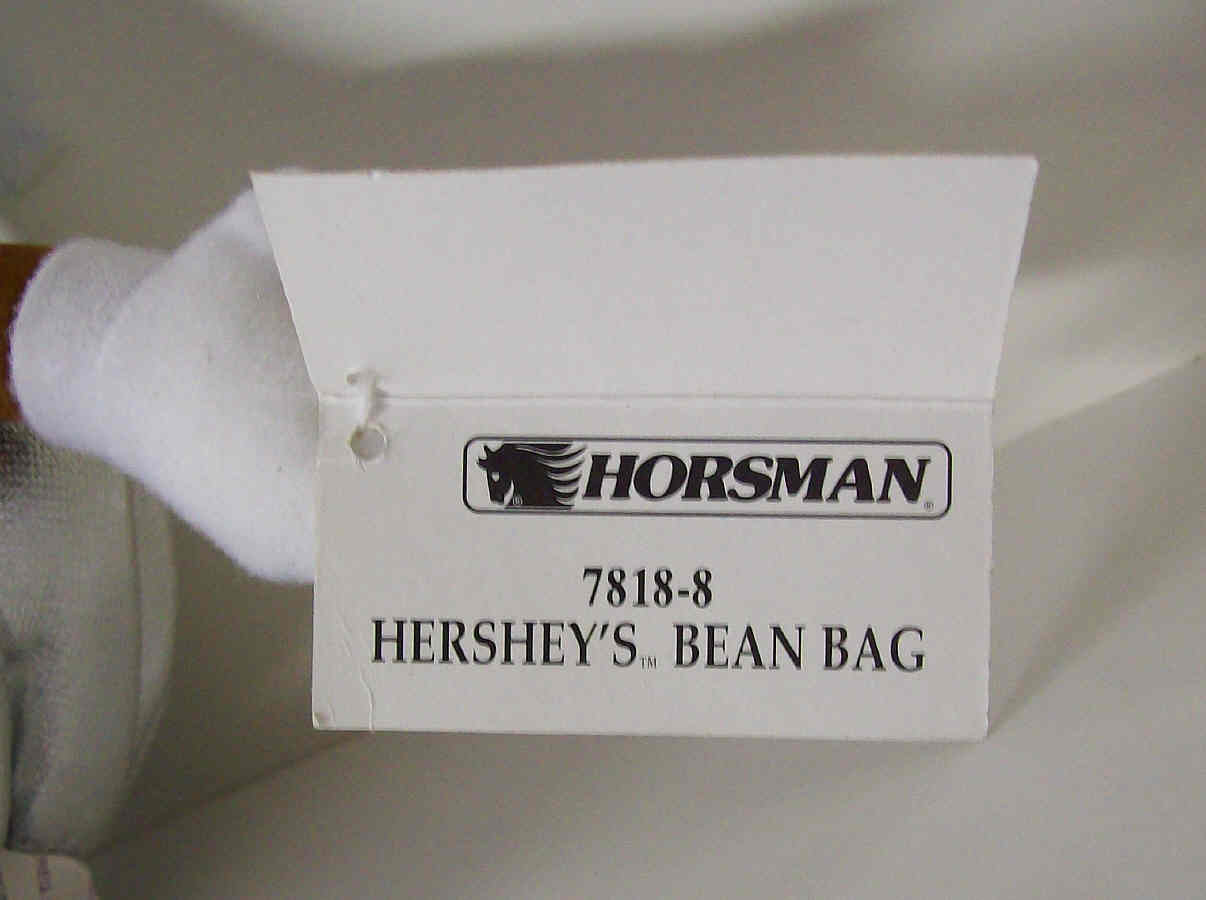 HORSMAN®
7818-8
HERSHEY'S™ BEAN BAG